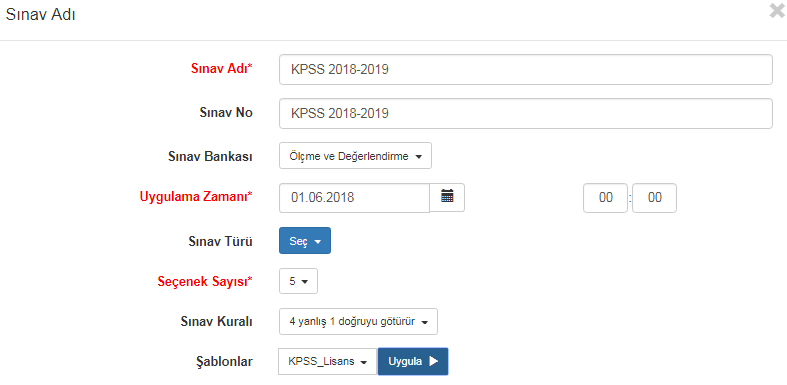 Sınav Adı
Sınav Adı* KPSS 2018-2019
Sınav No KPSS 2018-2019
Sınav Bankası Ölçme ve Değerlendirme
Uygulama Zamanı* 01.06.2018 00 : 00
Sınav Türü Seç
Seçenek Sayısı* 5
Sınav Kuralı 4 yanlış 1 doğruyu götürür
Şablonlar KPSS_Lisans Uygula